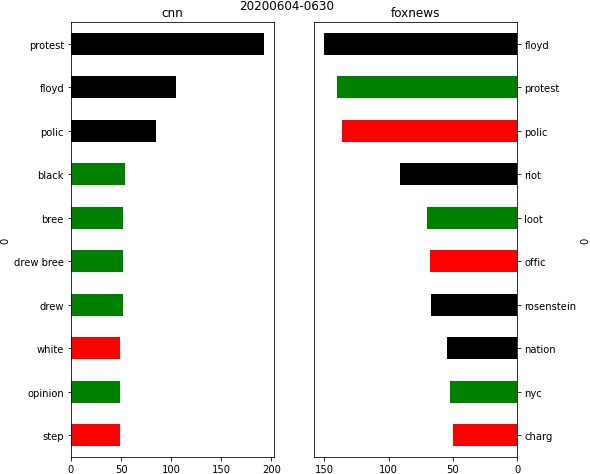 20200604-0630
cnn
foxnews
protest
floyd
polic
black
bree
drew bree
drew
white
opinion
step
0
0 50 100 150 200
floyd
protest
polic
riot
loot
offic
rosenstein
nation
nyc
charg
0
150 100 50 0